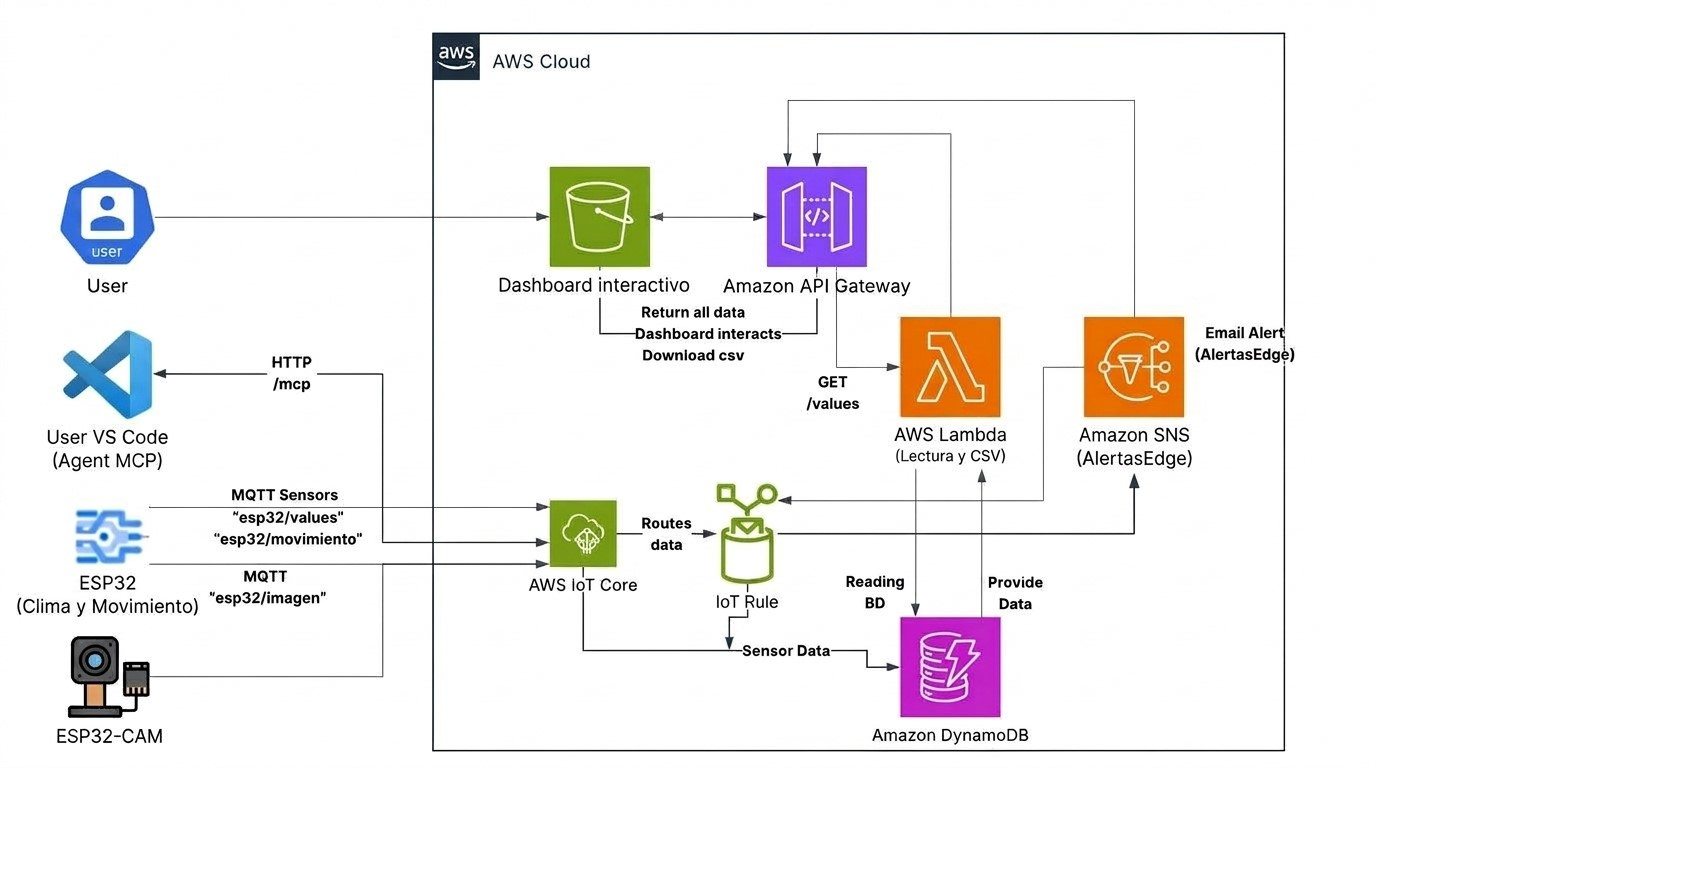 aws
AWS Cloud
user
User
Dashboard interactivo
Amazon API Gateway
Return all data
Dashboard interacts
Download csv
HTTP
/mcp
GET
/values
Email Alert
(AlertasEdge)
User VS Code
(Agent MCP)
AWS Lambda
(Lectura y CSV)
Amazon SNS
(AlertasEdge)
MQTT Sensors
"esp32/values"
"esp32/movimiento"
Routes
data
ESP32
(Clima y Movimiento)
MQTT
"esp32/imagen"
AWS IoT Core
IoT Rule
Reading
BD
Provide
Data
Sensor Data
ESP32-CAM
Amazon DynamoDB